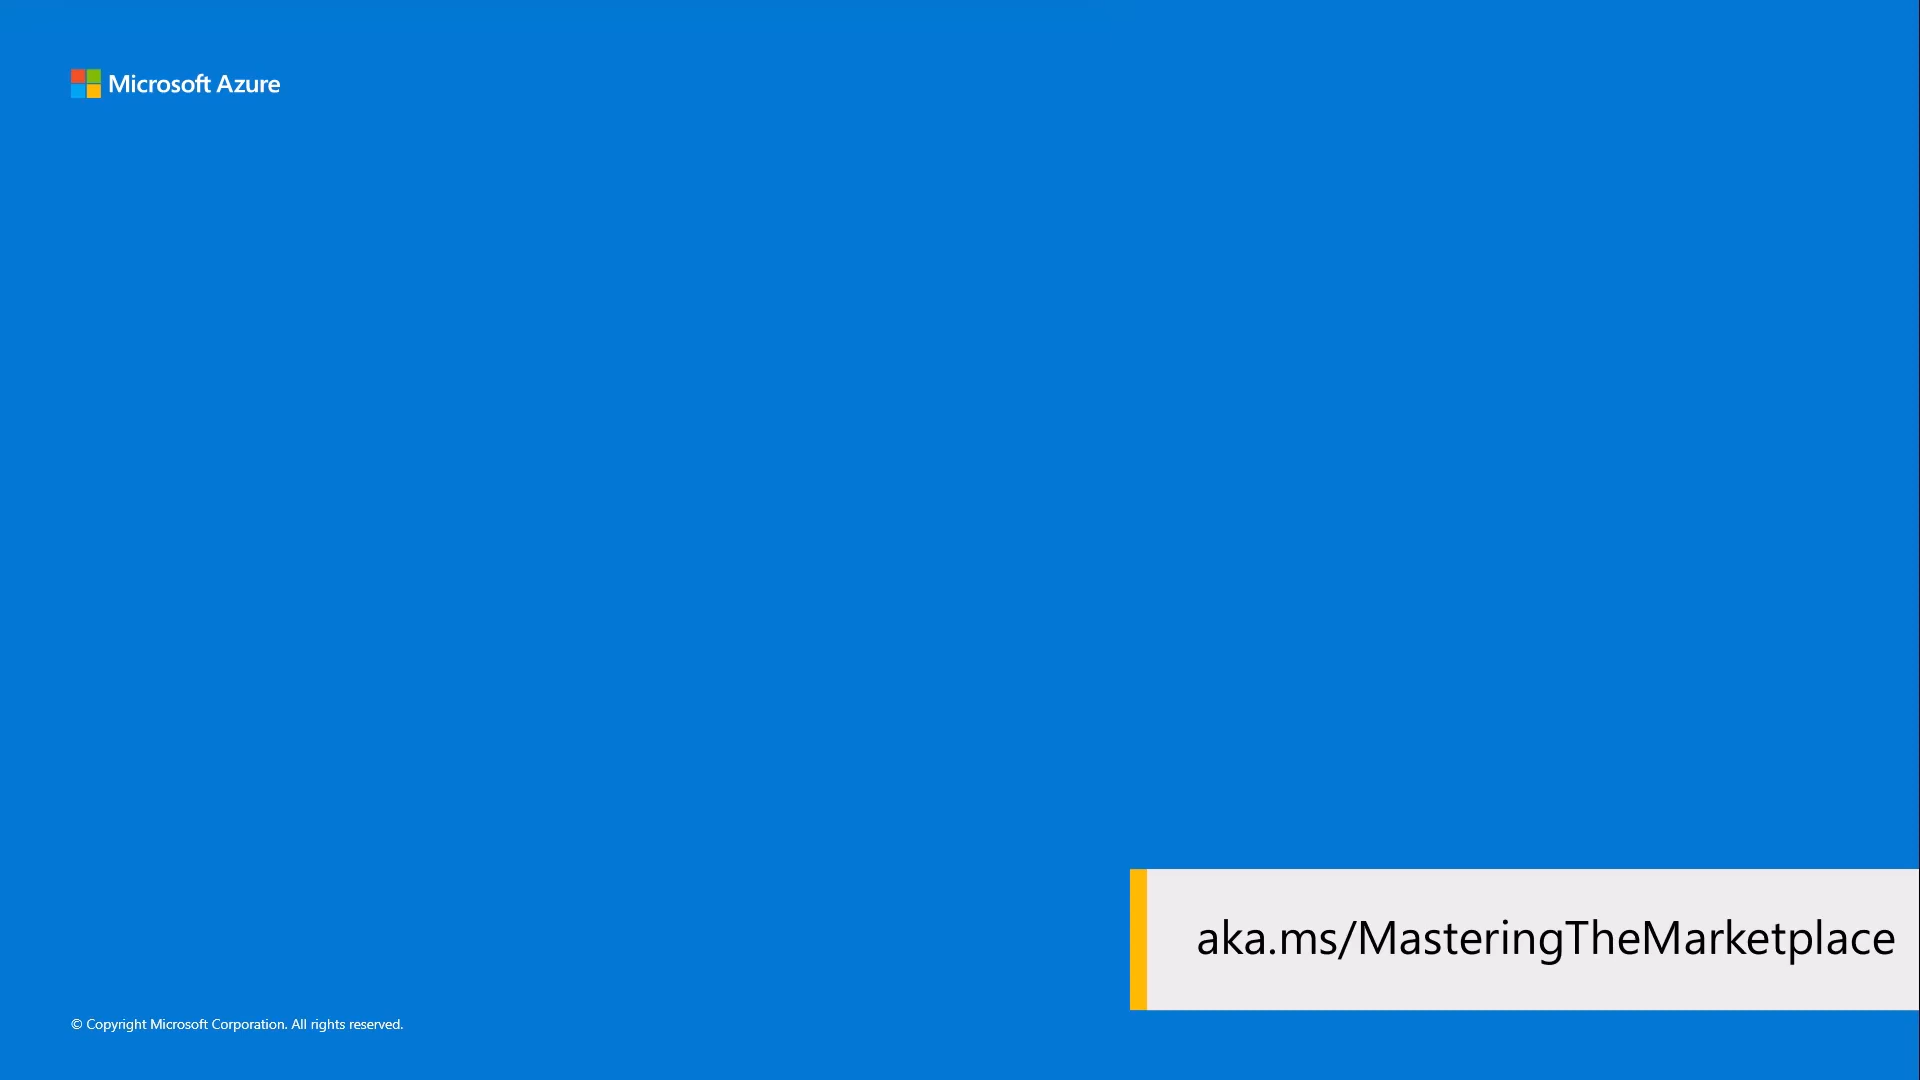 Microsoft Azure
aka.ms/MasteringTheMarketplace
© Copyright Microsoft Corporation. All rights reserved.